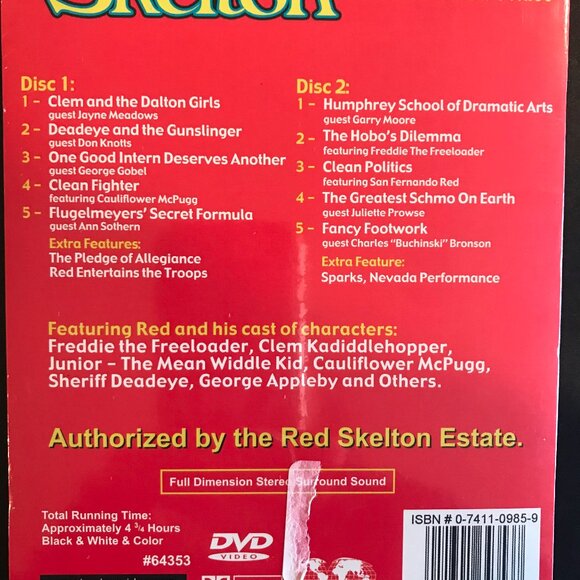 Skelton
Disc 1:
1 – Clem and the Dalton Girls
guest Jayne Meadows
2 – Deadeye and the Gunslinger
guest Don Knotts
3 – One Good Intern Deserves Another
guest George Gobel
4 – Clean Fighter
featuring Cauliflower McPugg
5 – Flugelmeyers' Secret Formula
guest Ann Sothern
Extra Features:
The Pledge of Allegiance
Red Entertains the Troops
Disc 2:
1 – Humphrey School of Dramatic Arts
guest Garry Moore
2 – The Hobo's Dilemma
featuring Freddie The Freeloader
3 – Clean Politics
featuring San Fernando Red
4 – The Greatest Schmo On Earth
guest Juliette Prowse
5 – Fancy Footwork
guest Charles "Buchinski" Bronson
Extra Feature:
Sparks, Nevada Performance
Featuring Red and his cast of characters:
Freddie the Freeloader, Clem Kadiddlehopper,
Junior – The Mean Widdle Kid, Cauliflower McPugg,
Sheriff Deadeye, George Appleby and Others.
Authorized by the Red Skelton Estate.
Full Dimension Stereo Surround Sound
Total Running Time:
Approximately 4 3/4 Hours
Black & White & Color
#64353
DVD
VIDEO
ISBN # 0-7411-0985-9